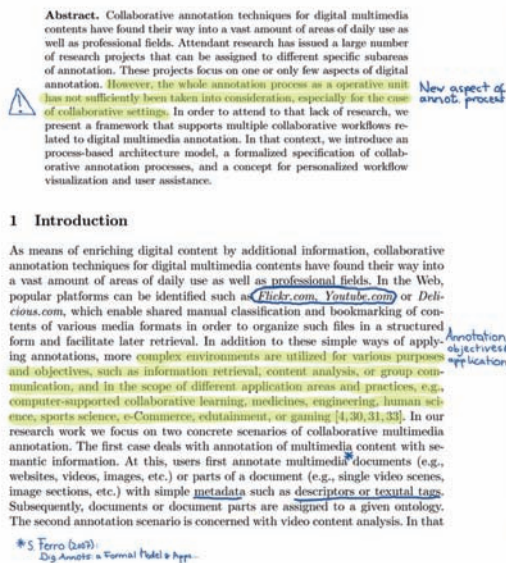 Abstract. Collaborative annotation techniques for digital multimedia
contents have found their way into a vast amount of areas of daily use as
well as professional fields. Attendant research has issued a large number
of research projects that can be assigned to different specific subareas
of annotation. These projects focus on one or only few aspects of digital
annotation. However, the whole annotation process as a operative unit
has not sufficiently been taken into consideration, especially for the case
of collaborative settings. In order to attend to that lack of research, we
present a framework that supports multiple collaborative workflows re-
lated to digital multimedia annotation. In that context, we introduce an
process-based architecture model, a formalized specification of collab-
orative annotation processes, and a concept for personalized workflow
visualization and user assistance.
New aspect of
annot. process
1 Introduction
As means of enriching digital content by additional information, collaborative
annotation techniques for digital multimedia contents have found their way into
a vast amount of areas of daily use as well as professional fields. In the Web,
popular platforms can be identified such as Flickr.com, Youtube.com or Deli-
cious.com, which enable shared manual classification and bookmarking of con-
tents of various media formats in order to organize such files in a structured
form and facilitate later retrieval. In addition to these simple ways of apply-
ing annotations, more complex environments are utilized for various purposes
and objectives, such as information retrieval, content analysis, or group com-
munication, and in the scope of different application areas and practices, e.g.,
computer-supported collaborative learning, medicines, engineering, human sci-
ence, sports science, e-Commerce, edutainment, or gaming [4,30,31,33]. In our
research work we focus on two concrete scenarios of collaborative multimedia
annotation. The first case deals with annotation of multimedia content with se-
mantic information. At this, users first annotate multimedia* documents (e.g.,
websites, videos, images, etc.) or parts of a document (e.g., single video scenes,
image sections, etc.) with simple metadata such as descriptors or texutal tags.
Subsequently, documents or document parts are assigned to a given ontology.
The second annotation scenario is concerned with video content analysis. In that
Annotation
objectives
application
*S. Ferro (2007):
Dig. Annots: a Formal Model & Apps...